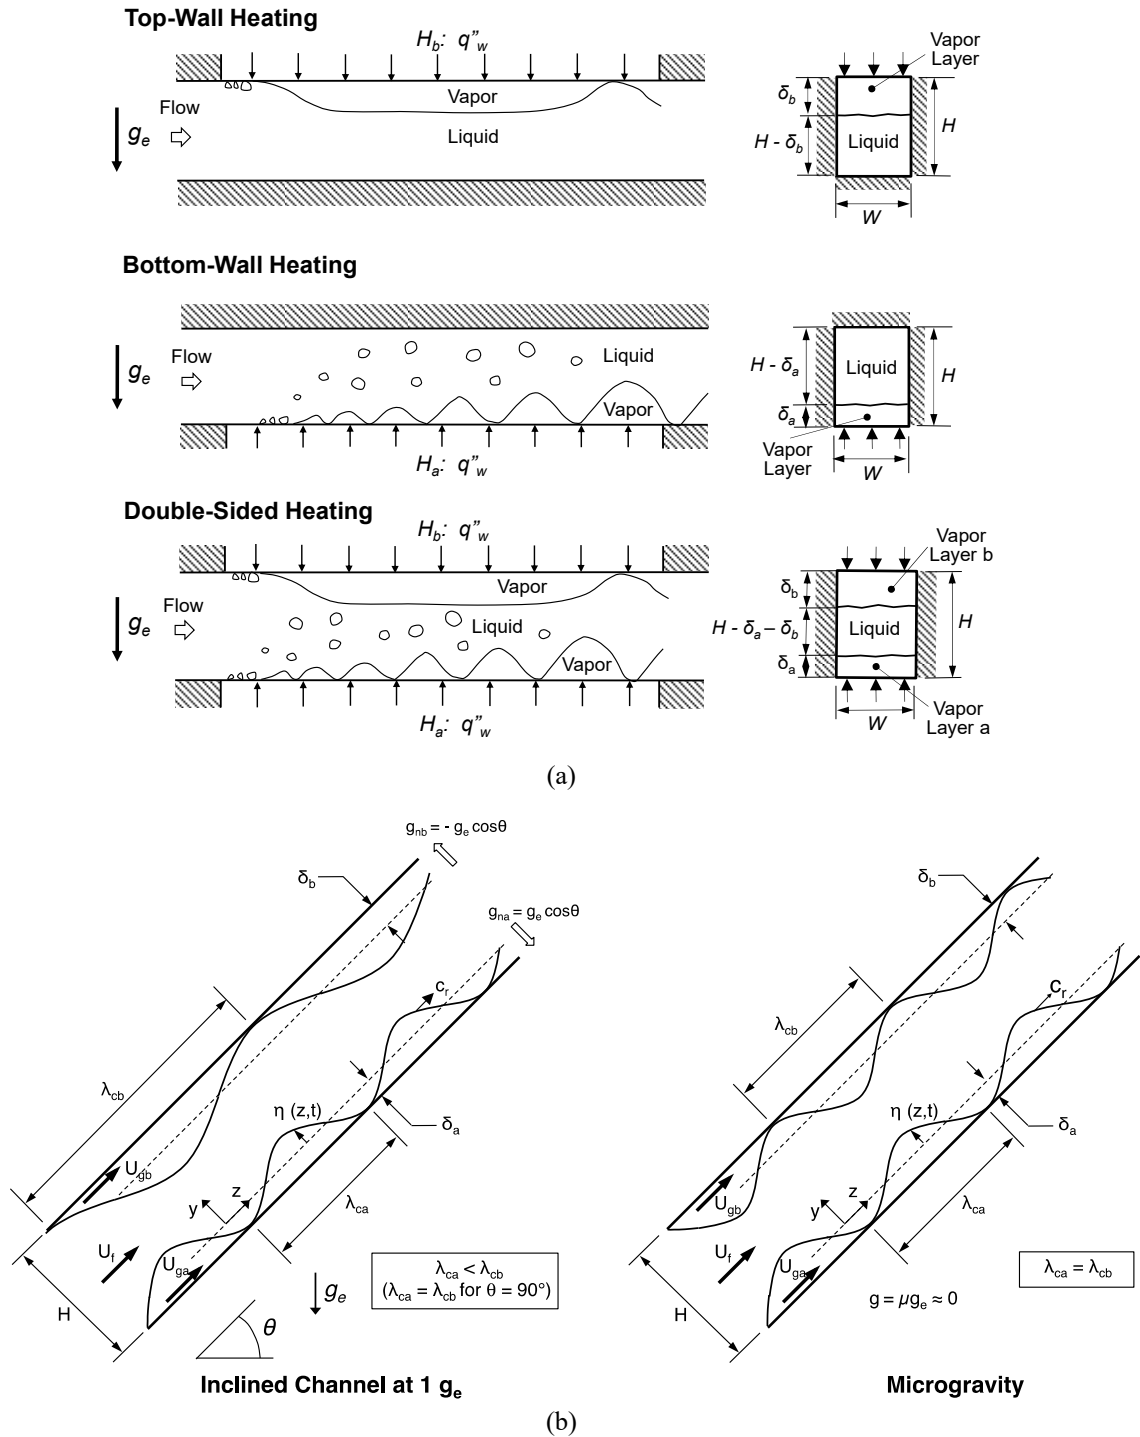 Top-Wall Heating
H_b: q"_w
Vapor
Layer
Flow
g_e
Vapor
Liquid
δ_b
H - δ_b
Liquid
H
W
Bottom-Wall Heating
Flow
g_e
Liquid
Vapor
H_a: q"_w
H - δ_a
δ_a
Liquid
H
Vapor
Layer
W
Double-Sided Heating
H_b: q"_w
Vapor
Layer b
Flow
g_e
Vapor
Liquid
Vapor
H_a: q"_w
δ_b
H - δ_a – δ_b
δ_a
Liquid
H
W
Vapor
Layer a
(a)
g_nb = - g_e cosθ
δ_b
g_na = g_e cosθ
c_r
λ_cb
η (z,t)
δ_a
U_gb
y
z
λ_ca
U_f
U_ga
H
g_e
θ
λ_ca < λ_cb
(λ_ca = λ_cb for θ = 90°)
Inclined Channel at 1 g_e
δ_b
c_r
λ_cb
η (z,t)
δ_a
U_gb
y
z
λ_ca
U_f
U_ga
H
g = μg_e ≈ 0
λ_ca = λ_cb
Microgravity
(b)